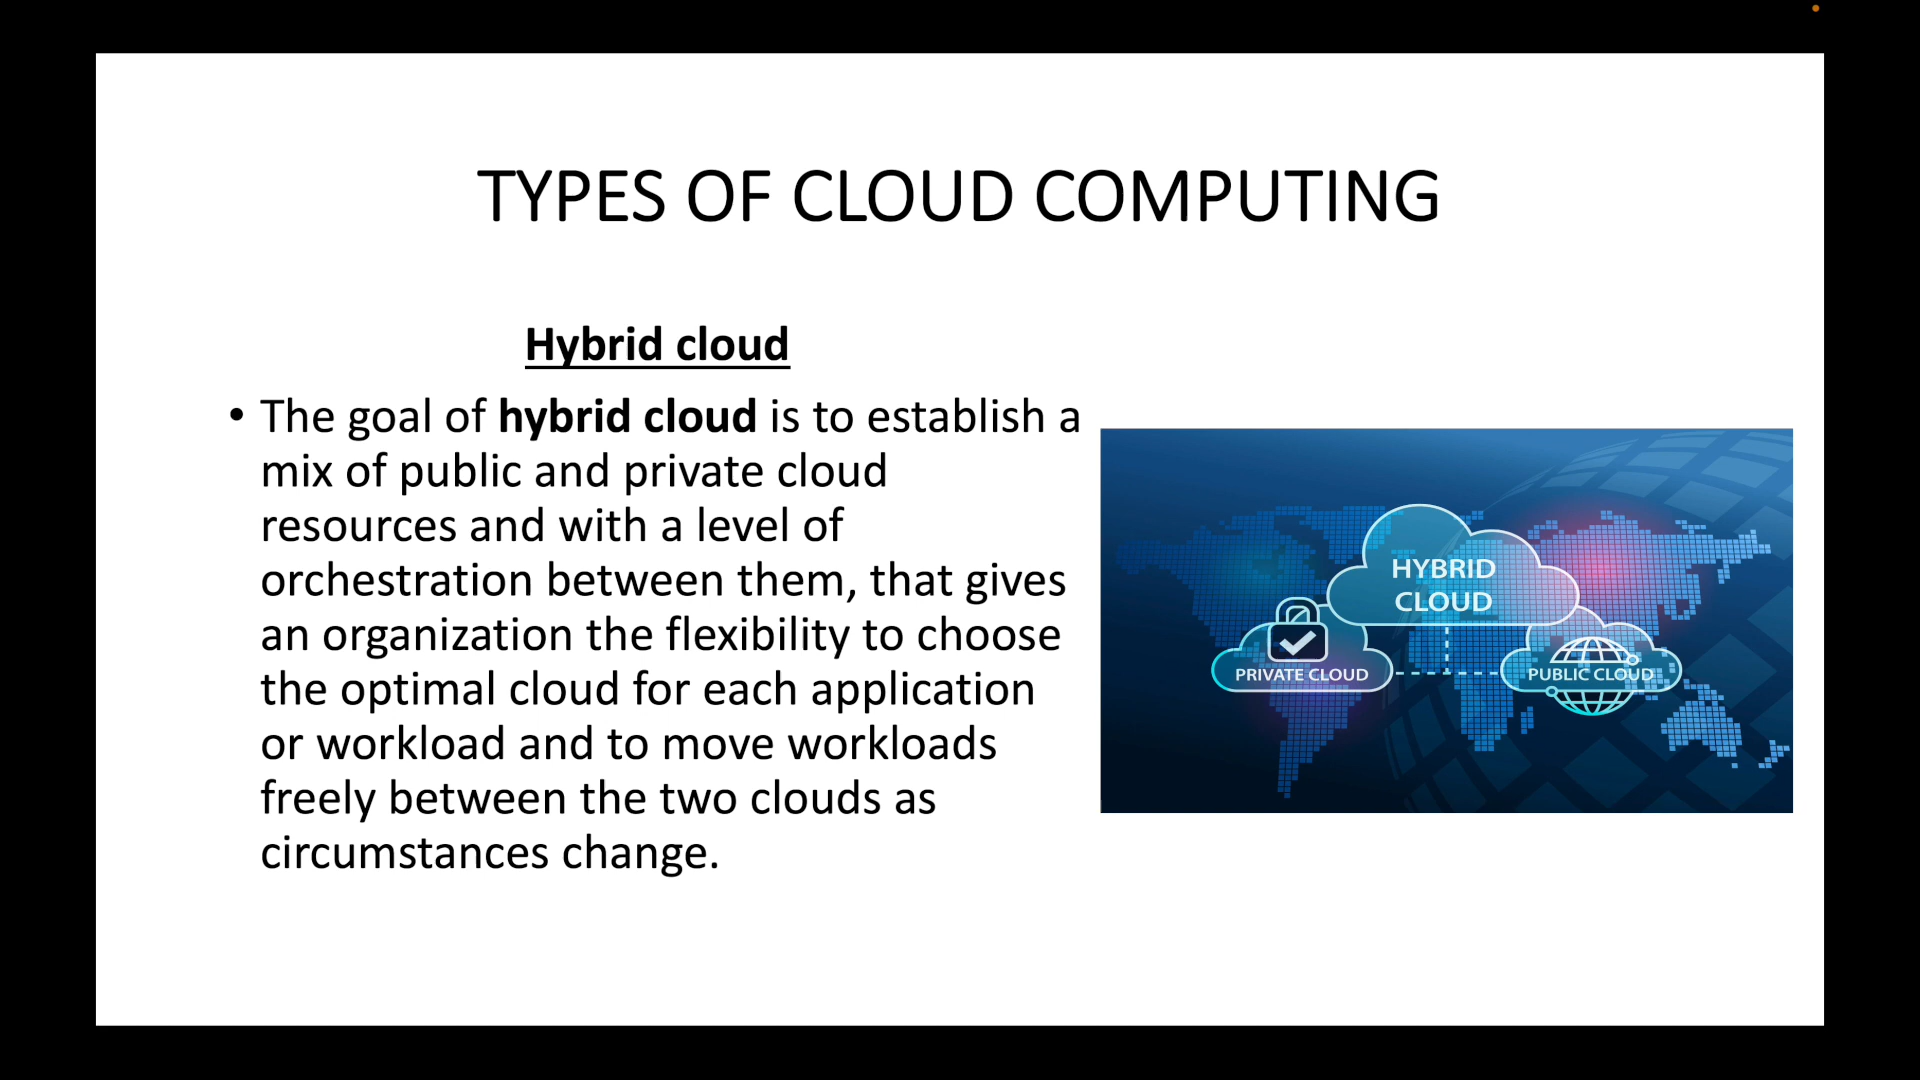 TYPES OF CLOUD COMPUTING
Hybrid cloud
• The goal of hybrid cloud is to establish a
mix of public and private cloud
resources and with a level of
orchestration between them, that gives
an organization the flexibility to choose
the optimal cloud for each application
or workload and to move workloads
freely between the two clouds as
circumstances change.
HYBRID
CLOUD
PRIVATE CLOUD
PUBLIC CLOUD